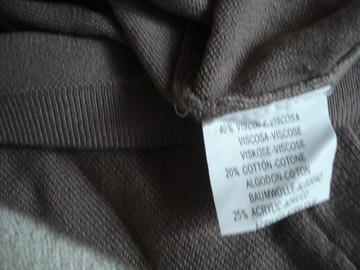 40% VISCOSE-VISCOSA
VISCOSA-VISCOSE
VISKOSE-VISCOSE
20% COTTON-COTONE
ALGODON-COTON
BAUMWOLLE-
25% ACRYLIC-